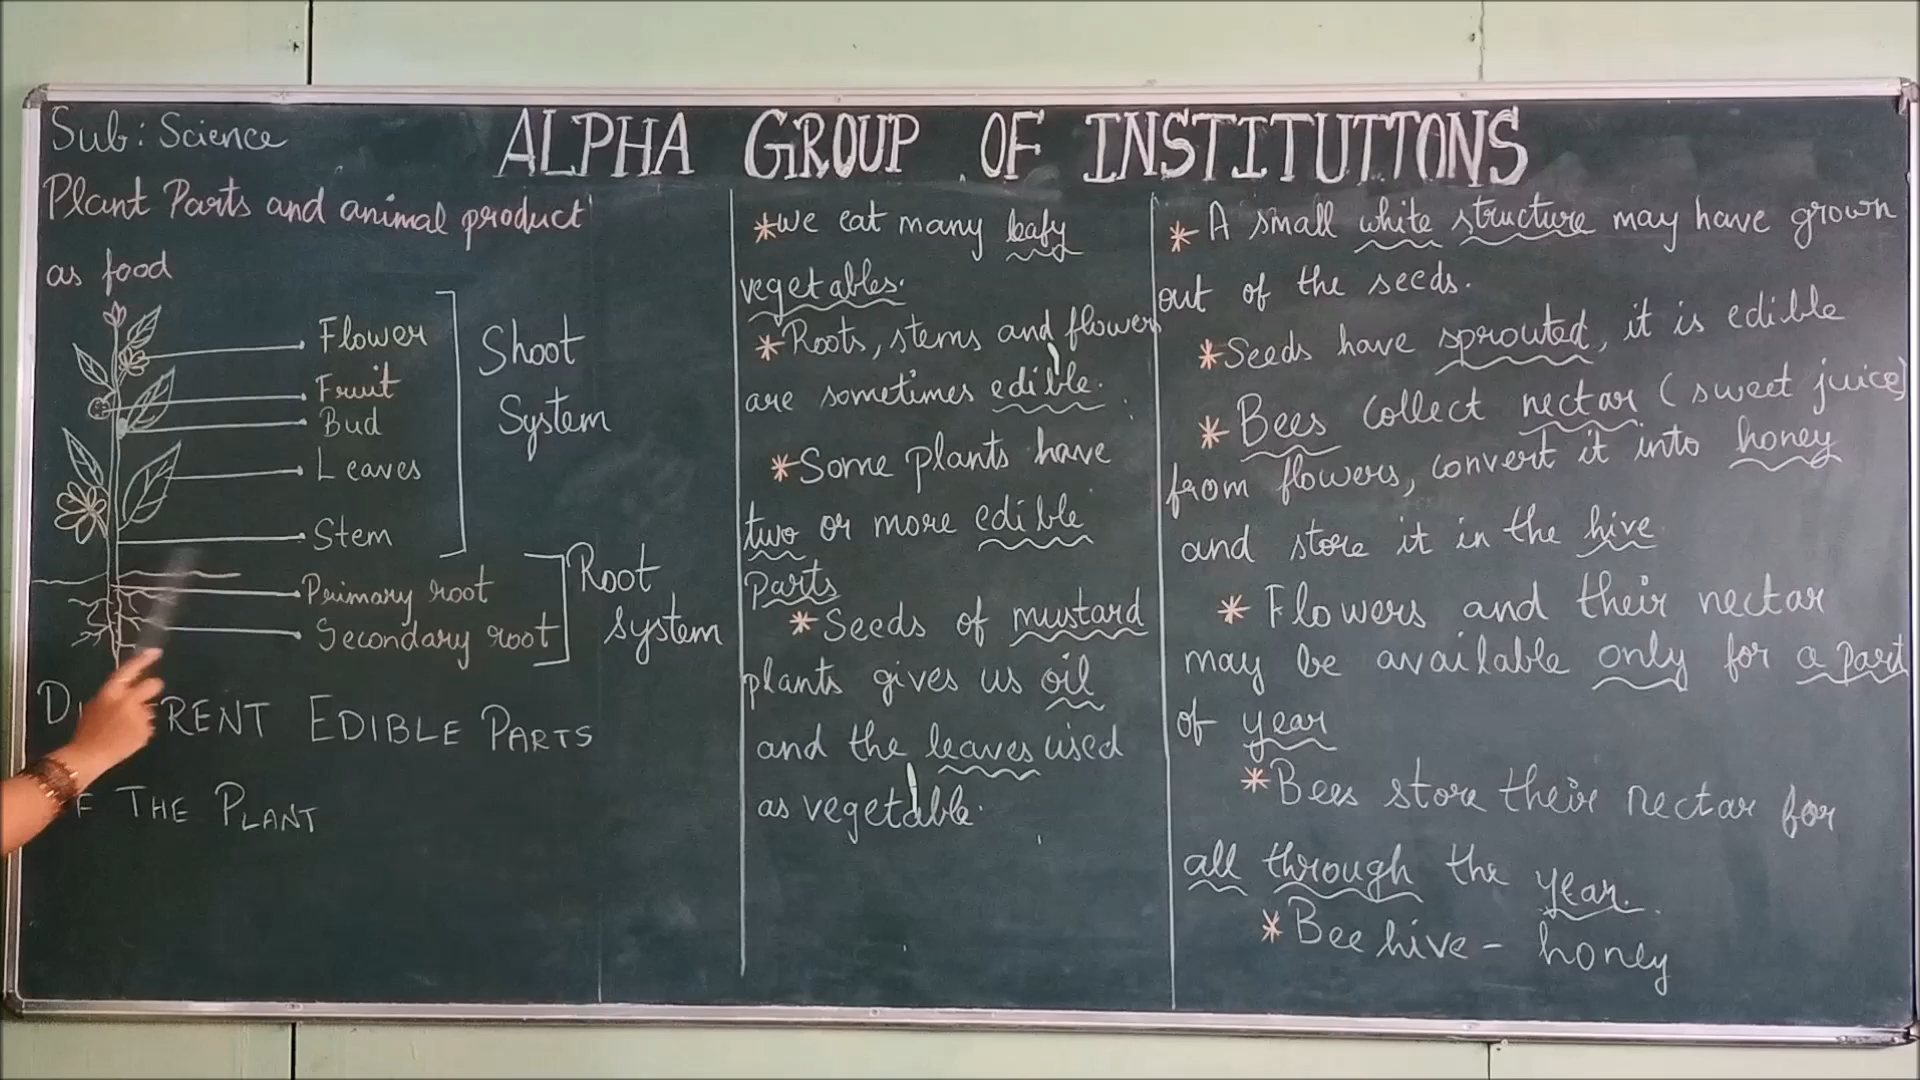 Sub: Science
ALPHA GROUP OF INSTITUTTONS
Plant Parts and animal product
as food
Flower
Fruit
Bud
Leaves
Stem
Shoot
System
Primary root
Secondary root
Root
System
EDIBLE PARTS
THE PLANT
*we eat many leafy
vegetables.
*Roots, stems and flower
are sometimes edible.
*Some plants have
two or more edible
Parts
*Seeds of mustard
plants gives us oil
and the leaves used
as vegetable.
* A small white structure may have grown
out of the seeds.
*Seeds have sprouted, it is edible
* Bees collect nectar (sweet juice)
from flowers, convert it into honey
and store it in the hive
* Flowers and their nectar
may be available only for a part
of year
*Bees store their nectar for
all through the year.
*Bee hive - honey